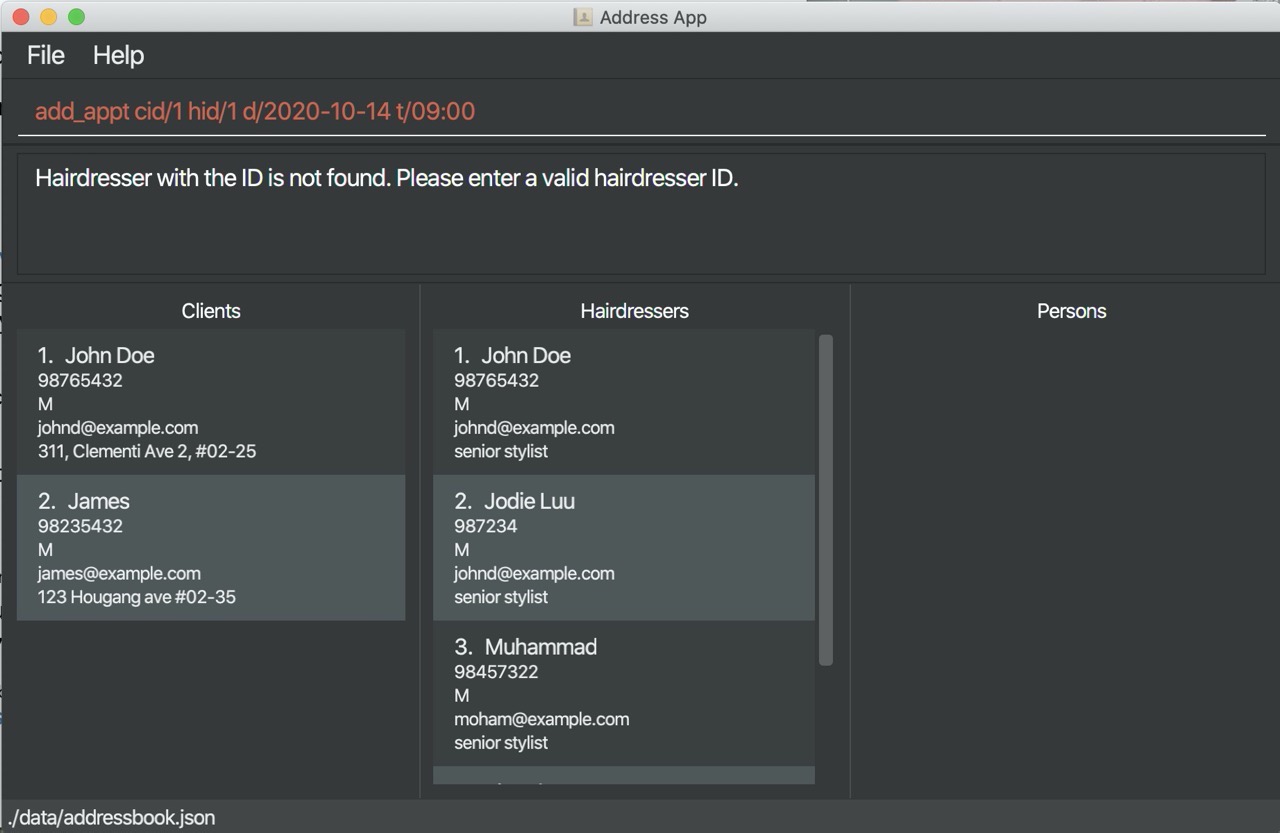 Address App
File Help
add_appt cid/1 hid/1 d/2020-10-14 t/09:00
Hairdresser with the ID is not found. Please enter a valid hairdresser ID.
Clients
1. John Doe
98765432
M
johnd@example.com
311, Clementi Ave 2, #02-25
2. James
98235432
M
james@example.com
123 Hougang ave #02-35
Hairdressers
1. John Doe
98765432
M
johnd@example.com
senior stylist
2. Jodie Luu
987234
M
johnd@example.com
senior stylist
3. Muhammad
98457322
M
moham@example.com
senior stylist
Persons
./data/addressbook.json